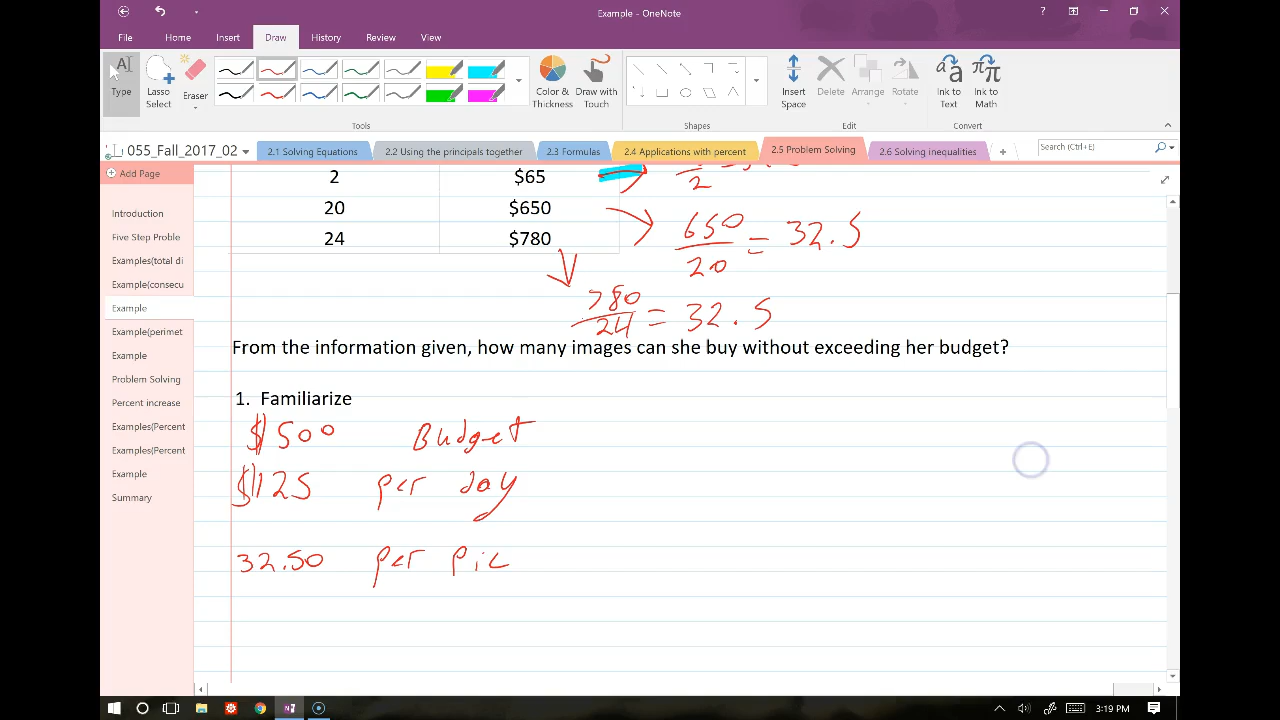 Example - OneNote
?
File Home Insert Draw History Review View
Type
Lasso Select
Eraser
Color & Thickness
Draw with Touch
Insert Space
Delete
Arrange
Rotate
Ink to Text
Ink to Math
Tools
Shapes
Edit
Convert
055_Fall_2017_02
2.1 Solving Equations
2.2 Using the principals together
2.3 Formulas
2.4 Applications with percent
2.5 Problem Solving
2.6 Solving inequalities
Search (Ctrl+E)
Add Page
Introduction
Five Step Proble
Examples(total di
Examples(consecu
Example
Example(perimet
Example
Problem Solving
Percent increase
Examples(Percent
Examples(Percent
Example
Summary
2 $65
20 $650
24 $780
2
650
20
= 32.5
780
24
= 32.5
From the information given, how many images can she buy without exceeding her budget?
1. Familiarize
$500 Budget
$125 per day
32.50 per pic
3:19 PM